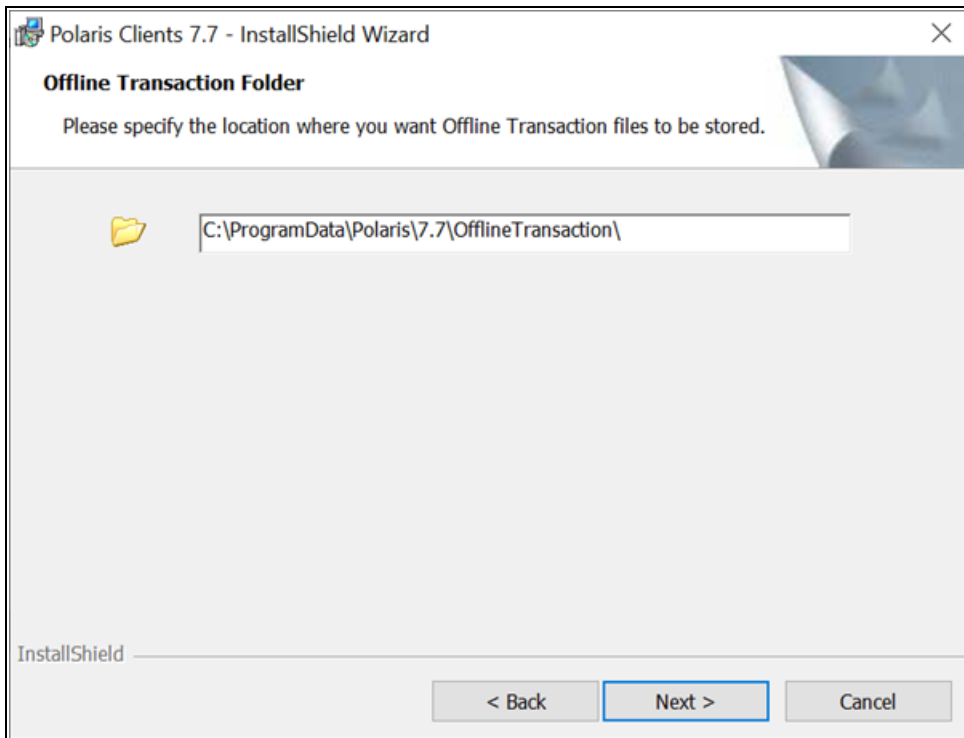 Polaris Clients 7.7 - InstallShield Wizard
Offline Transaction Folder
Please specify the location where you want Offline Transaction files to be stored.
C:\ProgramData\Polaris\7.7\OfflineTransaction\
InstallShield
< Back Next > Cancel